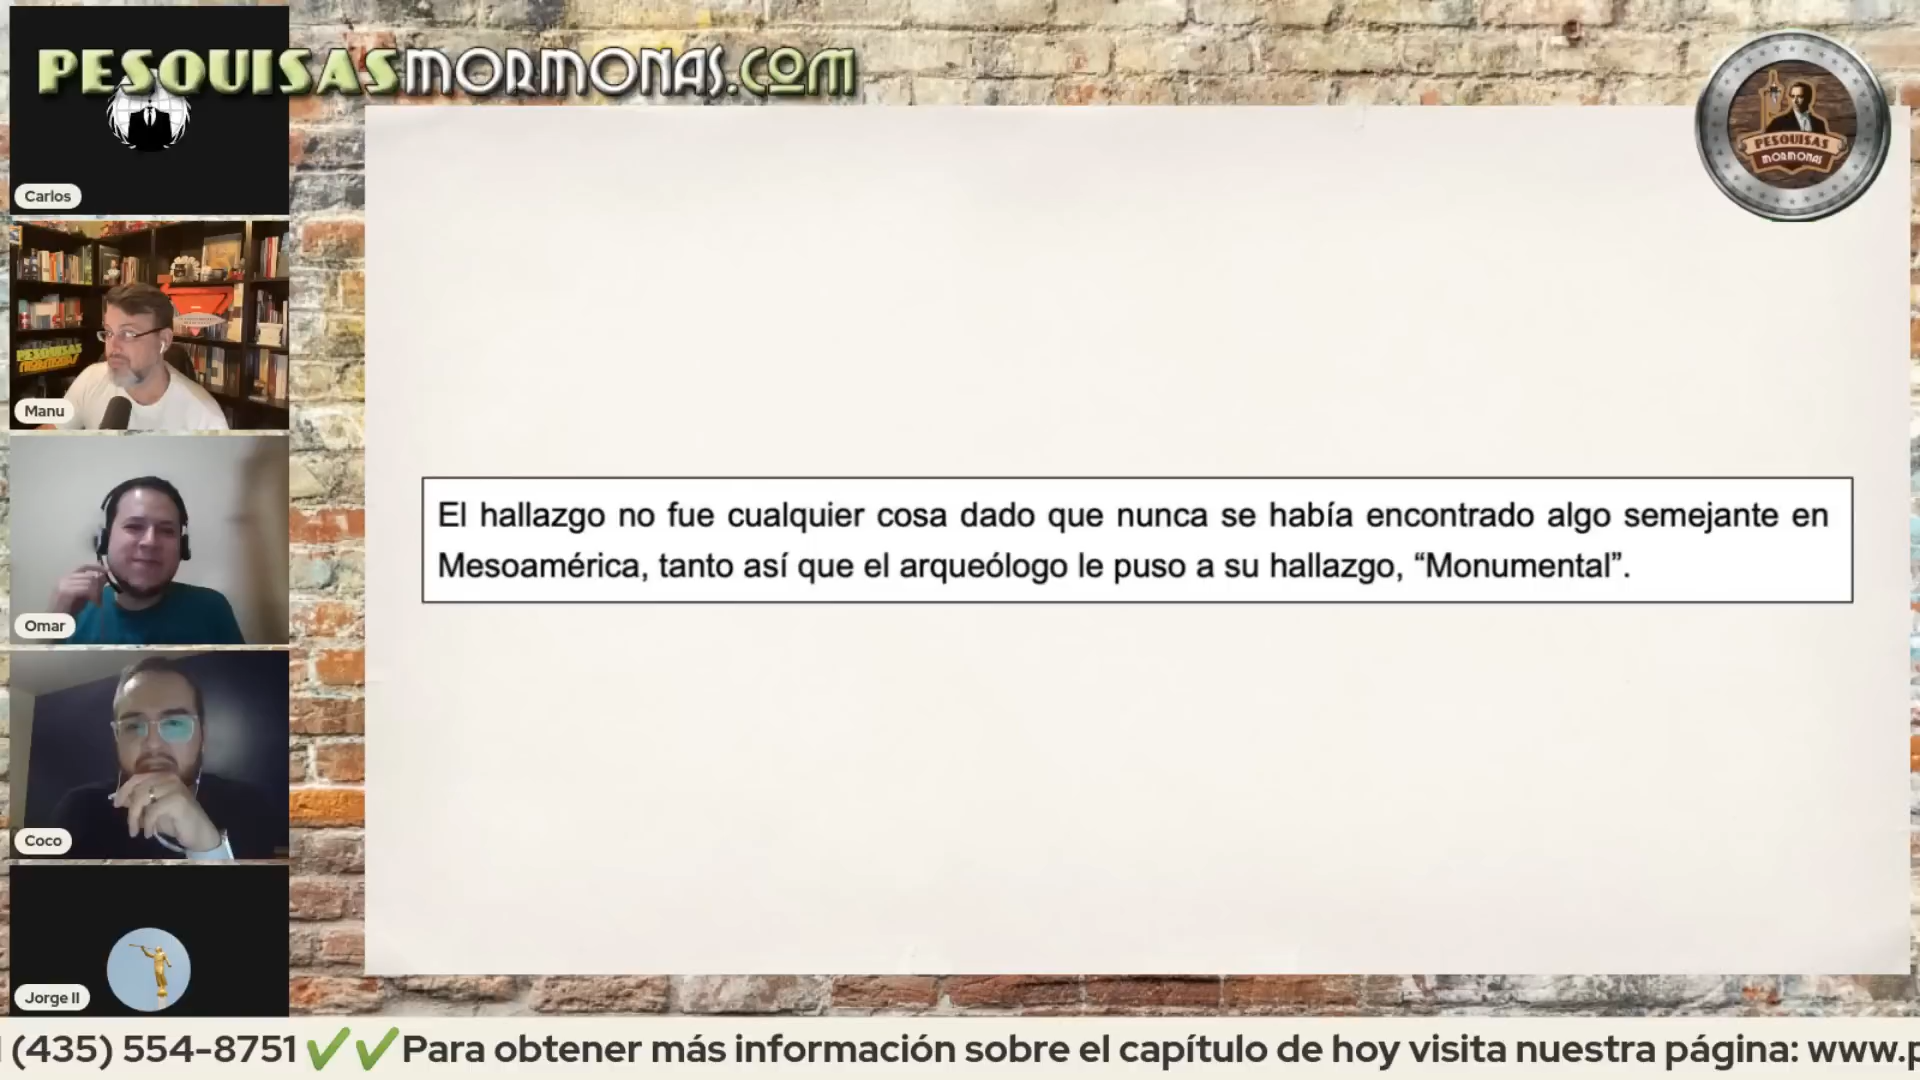 PESQUISASMORMONAS.COM
PESQUISAS
MORMONAS
Carlos
PESQUISAS
Manu
Omar
Coco
Jorge II
El hallazgo no fue cualquier cosa dado que nunca se había encontrado algo semejante en
Mesoamérica, tanto así que el arqueólogo le puso a su hallazgo, “Monumental”.
(435) 554-8751 ✔✔Para obtener más información sobre el capítulo de hoy visita nuestra página: www.p